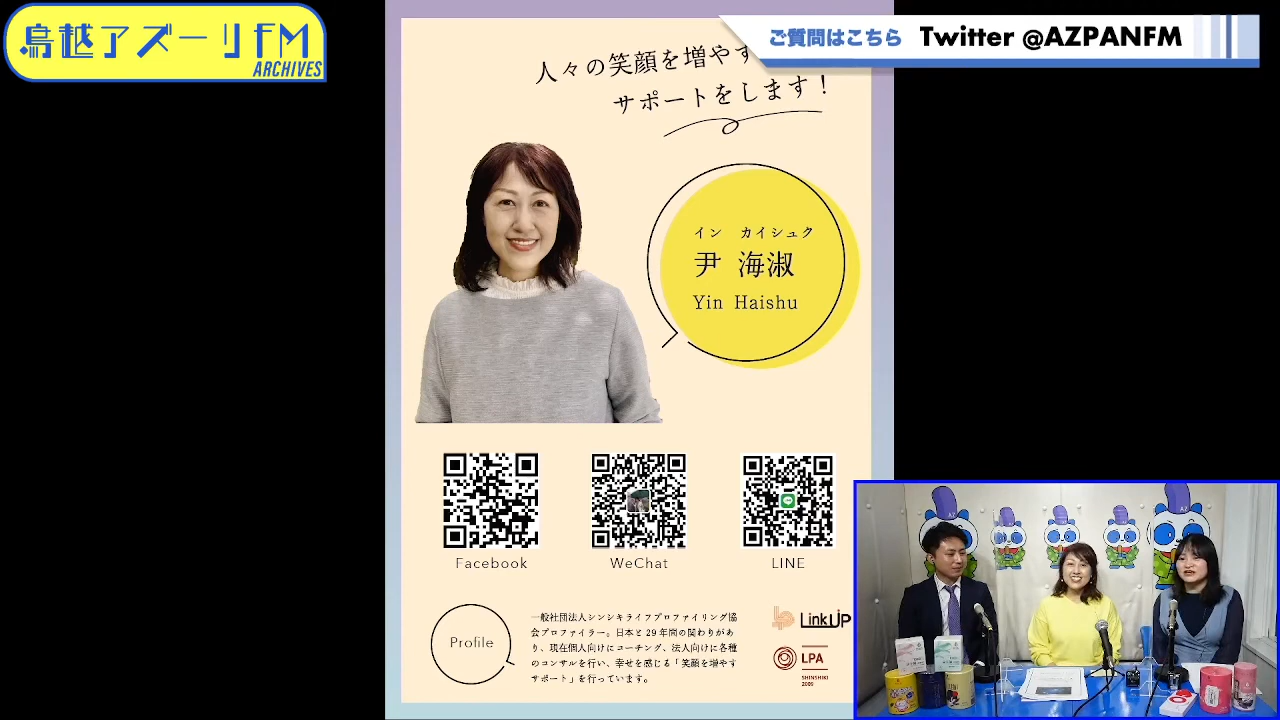 鳥越アズーリFM
ARCHIVES
ご質問はこちら Twitter @AZPANFM
人々の笑顔を増やす
サポートをします！
イン カイシュク
尹 海淑
Yin Haishu
Facebook
WeChat
LINE
Profile
一般社団法人シンシキライフプロファイリング協
会プロファイラー。日本と29年間の関わりがあ
り、現在個人向けにコーチング、法人向けに各種
のコンサルを行い、幸せを感じる「笑顔を増やす
サポート」を行っています。
LinkUP
LPA
SHINSHIKI
2005
AZ